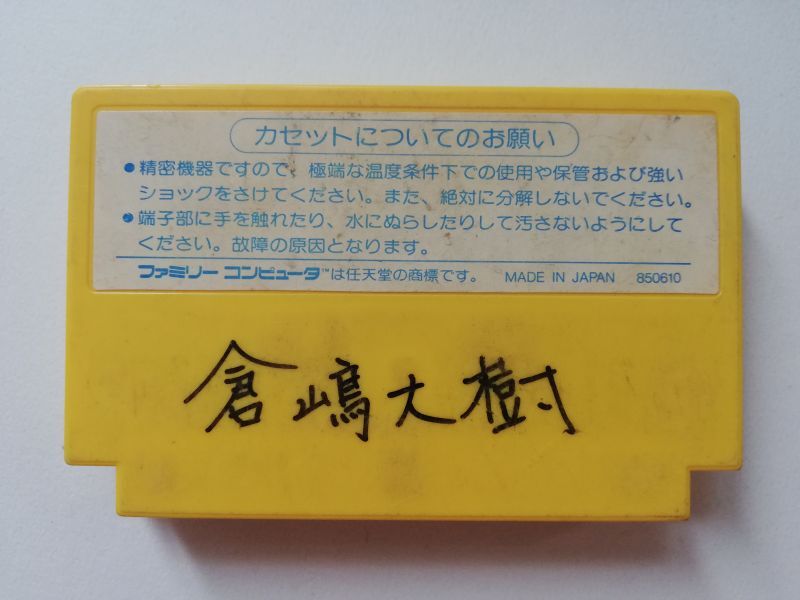 カセットについてのお願い
●精密機器ですので、極端な温度条件下での使用や保管および強い
ショックをさけてください。また、絶対に分解しないでください。
●端子部に手を触れたり、水にぬらしたりして汚さないようにして
ください。故障の原因となります。
ファミリー コンピュータ™は任天堂の商標です。 MADE IN JAPAN 850610
倉嶋大樹